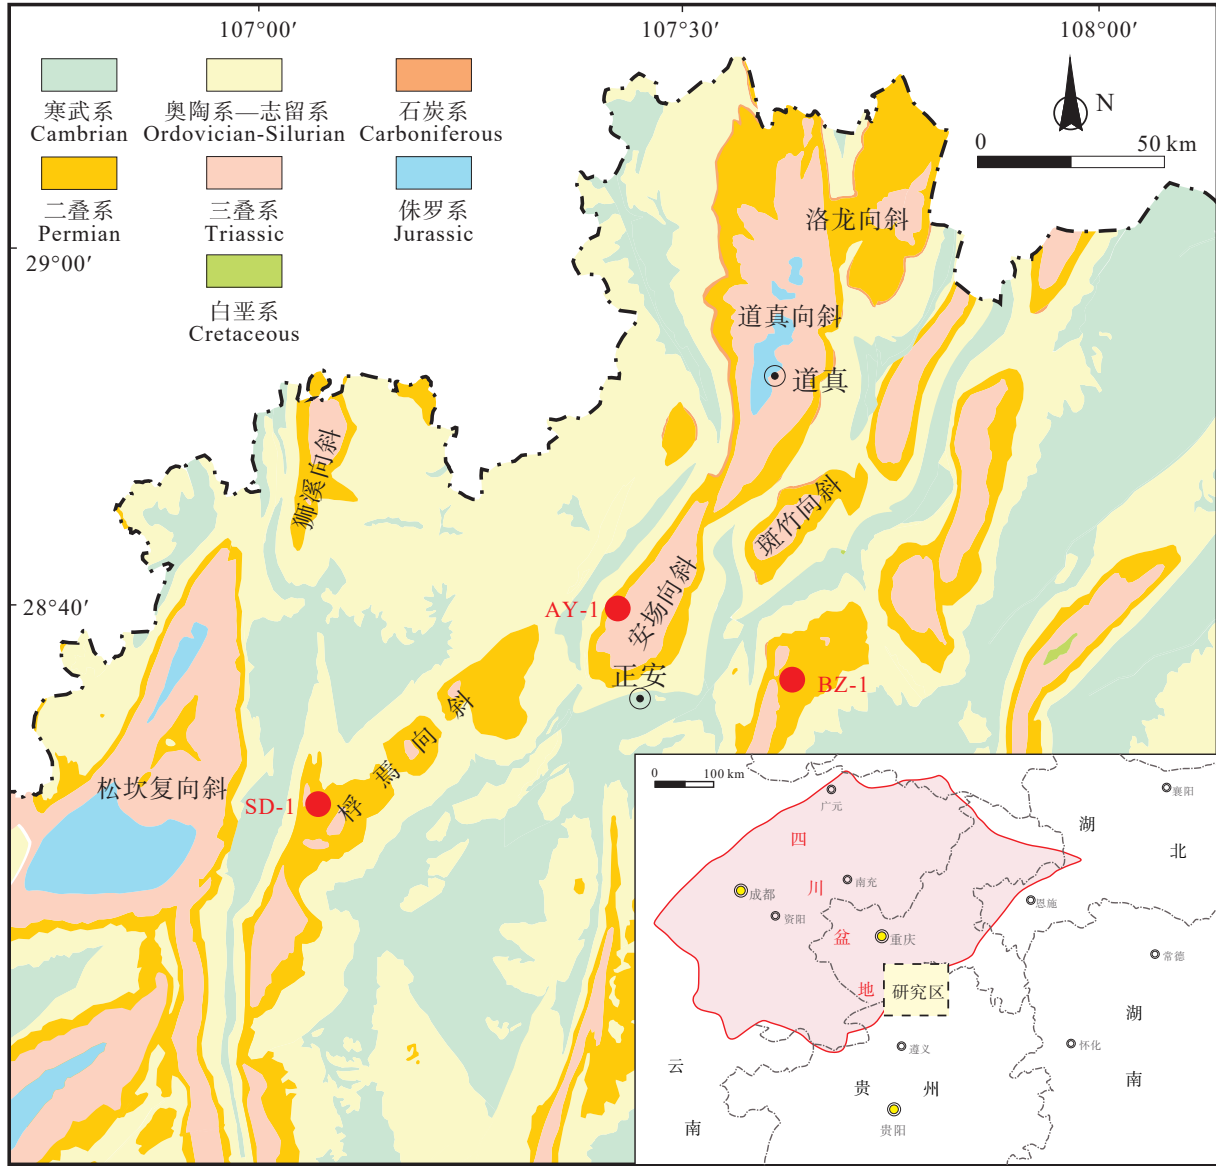 107°00′
107°30′
108°00′
寒武系
Cambrian
奥陶系—志留系
Ordovician-Silurian
石炭系
Carboniferous
二叠系
Permian
三叠系
Triassic
侏罗系
Jurassic
白垩系
Cretaceous
N
0
50 km
29°00′
28°40′
洛龙向斜
道真向斜
道真
狮溪向斜
斑竹向斜
安场向斜
AY-1
正安
BZ-1
桴焉向斜
松坎复向斜
SD-1
0
100 km
广元
襄阳
湖
北
四
川
盆
地
成都
南充
资阳
重庆
恩施
常德
研究区
湖
南
怀化
遵义
云
南
贵
州
贵阳